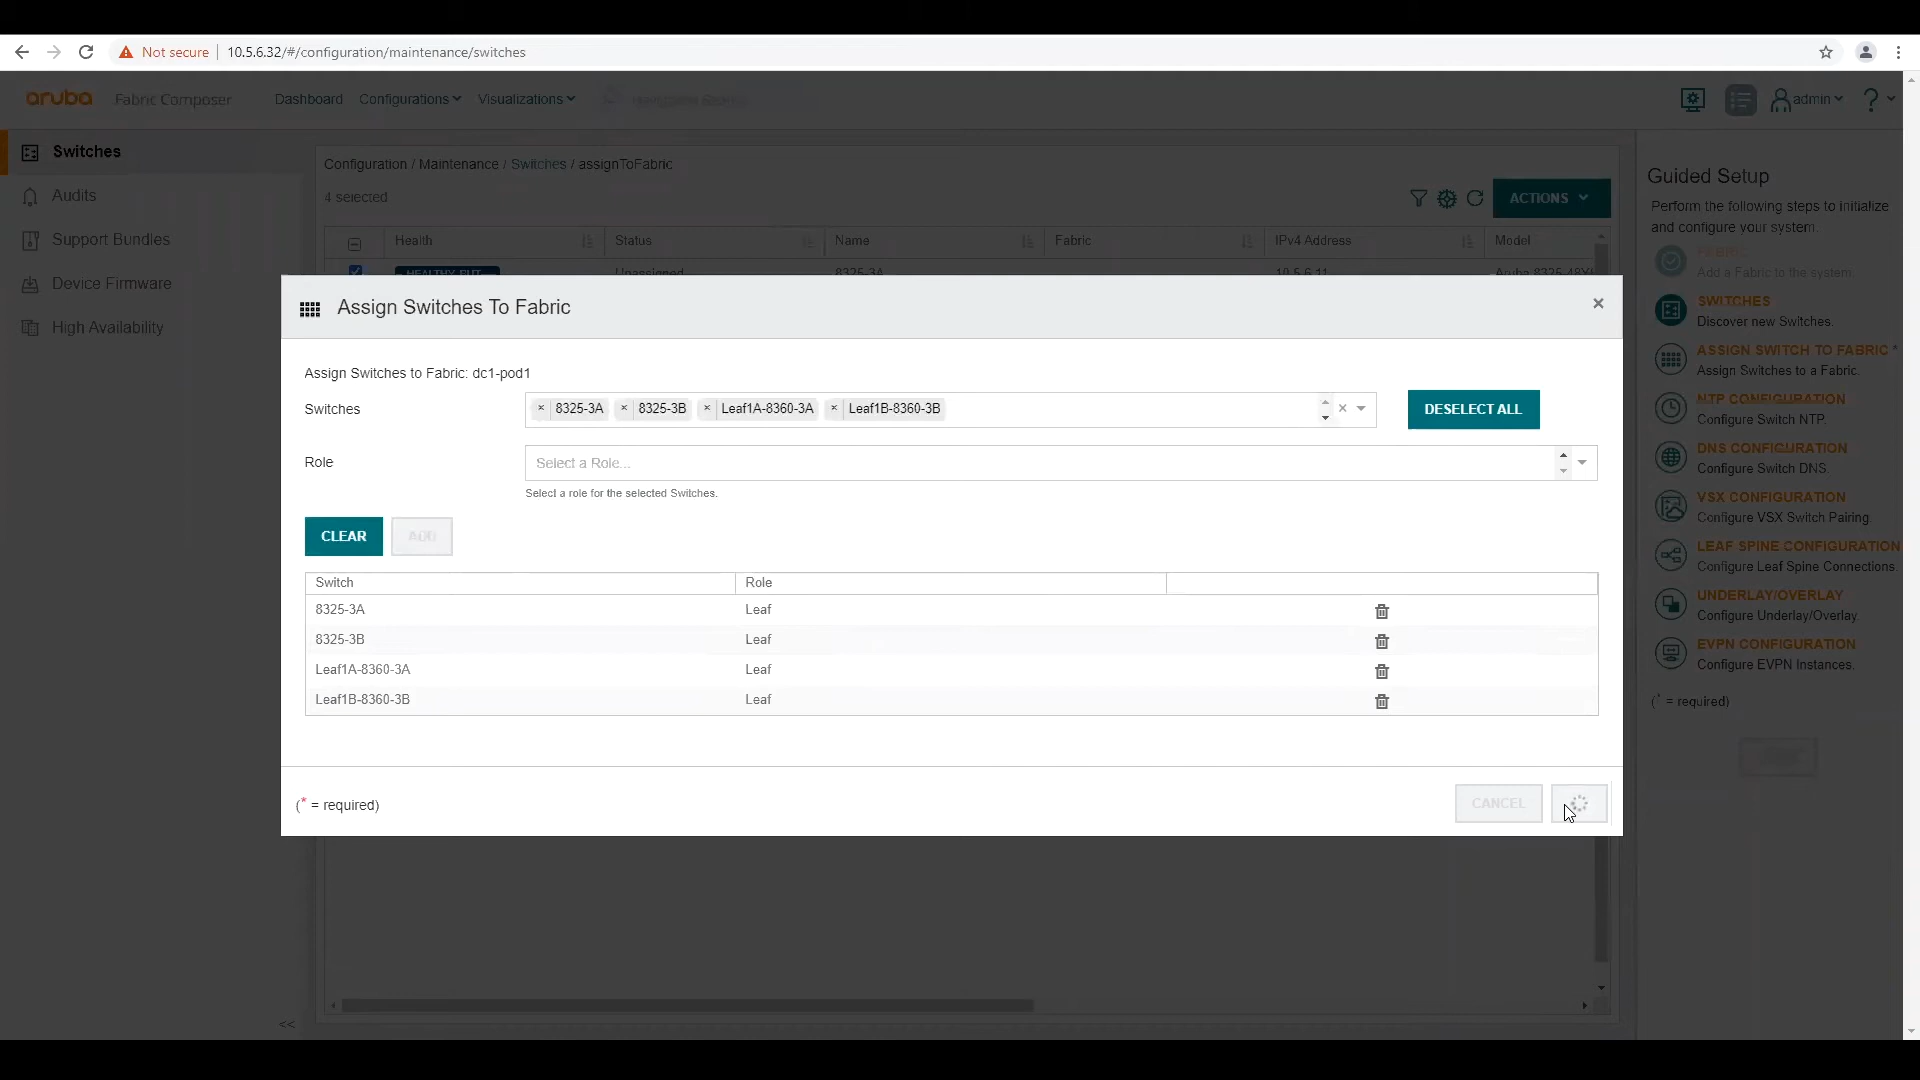 Not secure 10.5.6.32/#/configuration/maintenance/switches
aruba Fabric Composer Dashboard Configurations Visualizations admin ?
Switches
Audits
Support Bundles
Device Firmware
High Availability
<<
Configuration / Maintenance / Switches / assignToFabric
4 selected
ACTIONS
Health Status Name Fabric IPv4 Address Model
Unassigned 8325-3A 10.5.6.11
Assign Switches To Fabric ×
Assign Switches to Fabric: dc1-pod1
Switches × 8325-3A × 8325-3B × Leaf1A-8360-3A × Leaf1B-8360-3B × DESELECT ALL
Role Select a Role...
Select a role for the selected Switches.
CLEAR ADD
Switch Role
8325-3A Leaf
8325-3B Leaf
Leaf1A-8360-3A Leaf
Leaf1B-8360-3B Leaf
(* = required)
CANCEL
Guided Setup
Perform the following steps to initialize
and configure your system.
FABRIC
Add a Fabric to the system.
SWITCHES
Discover new Switches.
ASSIGN SWITCH TO FABRIC *
Assign Switches to a Fabric.
NTP CONFIGURATION
Configure Switch NTP.
DNS CONFIGURATION
Configure Switch DNS.
VSX CONFIGURATION
Configure VSX Switch Pairing.
LEAF SPINE CONFIGURATION
Configure Leaf Spine Connections.
UNDERLAY/OVERLAY
Configure Underlay/Overlay.
EVPN CONFIGURATION
Configure EVPN Instances.
(* = required)